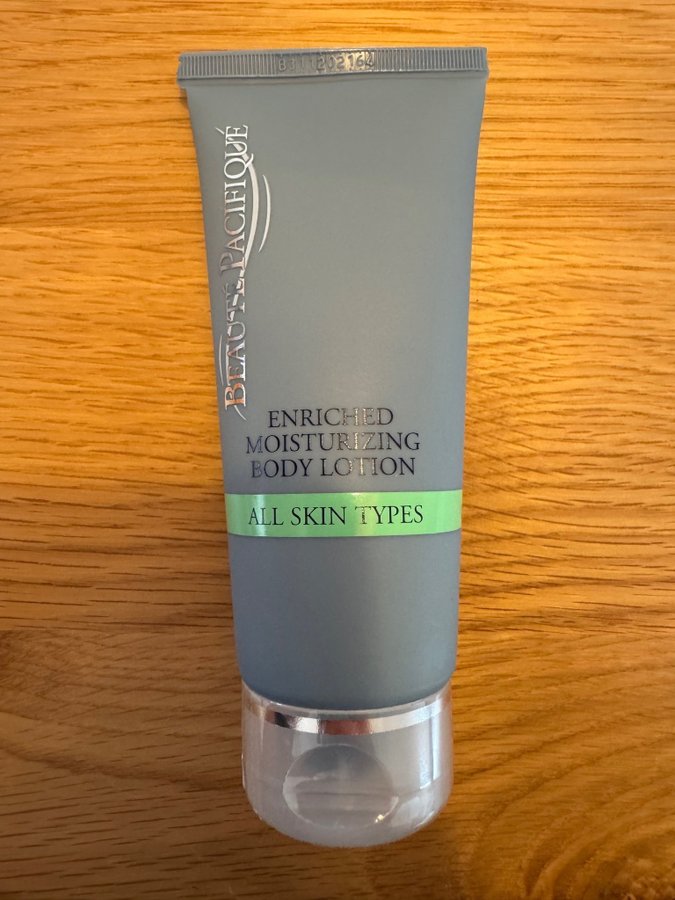 BEAUTÉ PACIFIQUE
ENRICHED
MOISTURIZING
BODY LOTION
ALL SKIN TYPES